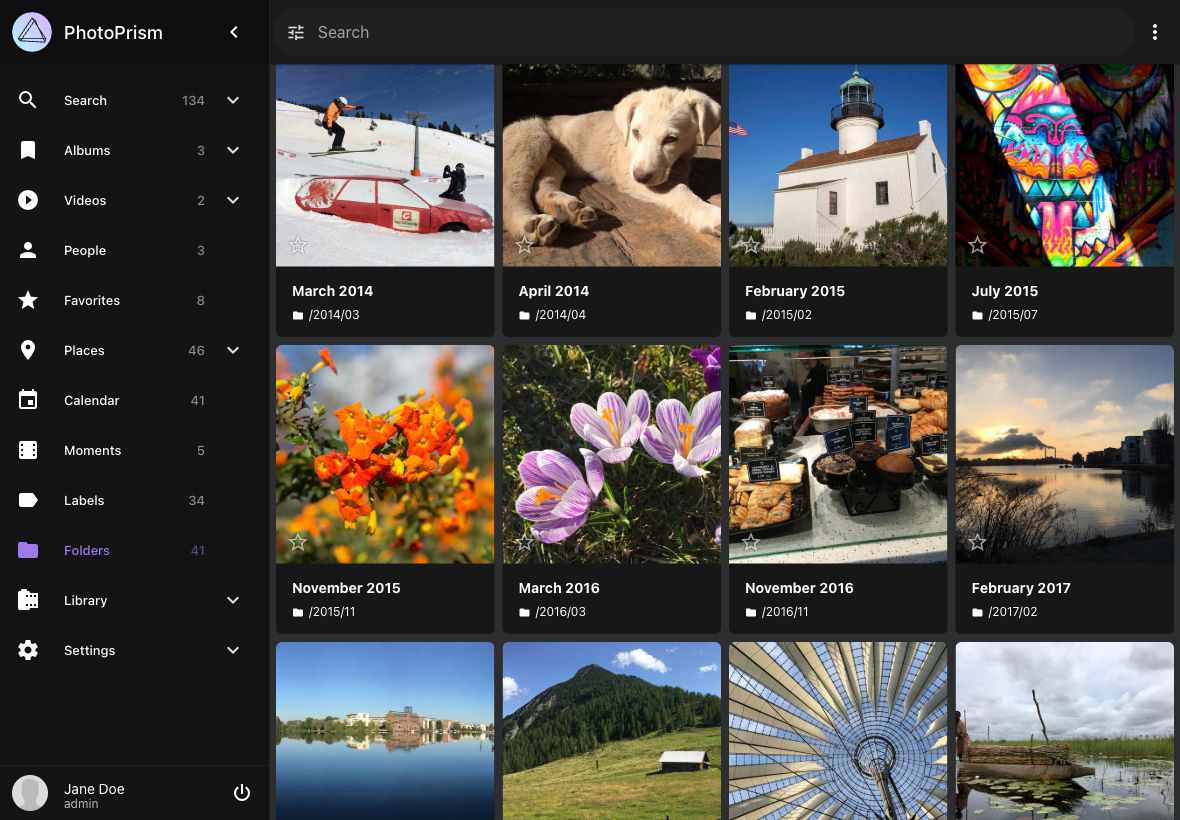 PhotoPrism
Search
Search 134
Albums 3
Videos 2
People 3
Favorites 8
Places 46
Calendar 41
Moments 5
Labels 34
Folders 41
Library
Settings
Jane Doe
admin
March 2014
/2014/03
April 2014
/2014/04
February 2015
/2015/02
July 2015
/2015/07
November 2015
/2015/11
March 2016
/2016/03
November 2016
/2016/11
February 2017
/2017/02